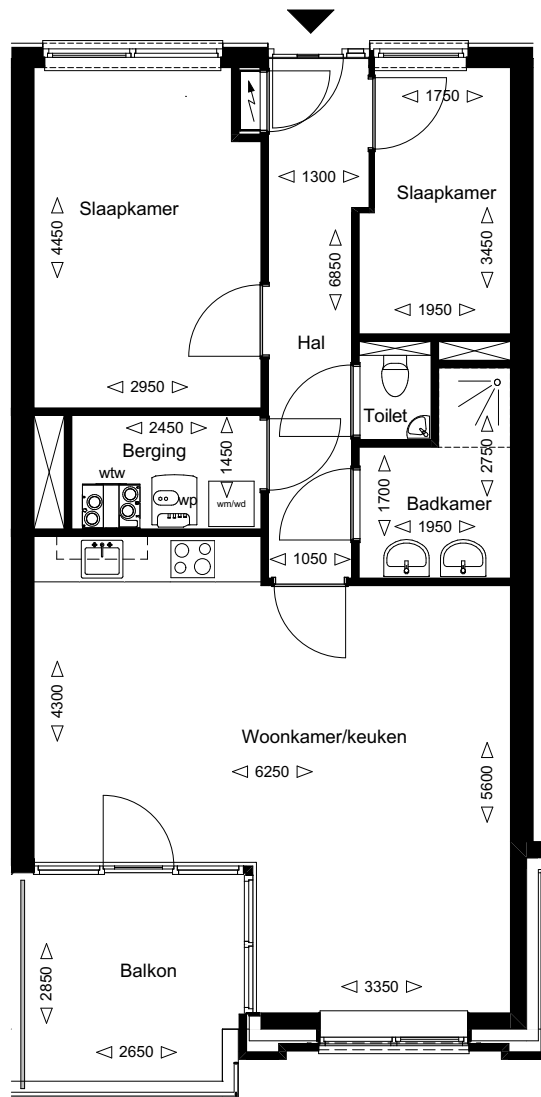 1750
1300
Slaapkamer
Slaapkamer
4450
3450
6850
1950
Hal
2950
Toilet
2450
Berging
1450
2750
wtw
wp
wm/wd
1700
Badkamer
1950
1050
4300
Woonkamer/keuken
6250
5600
Balkon
2850
3350
2650